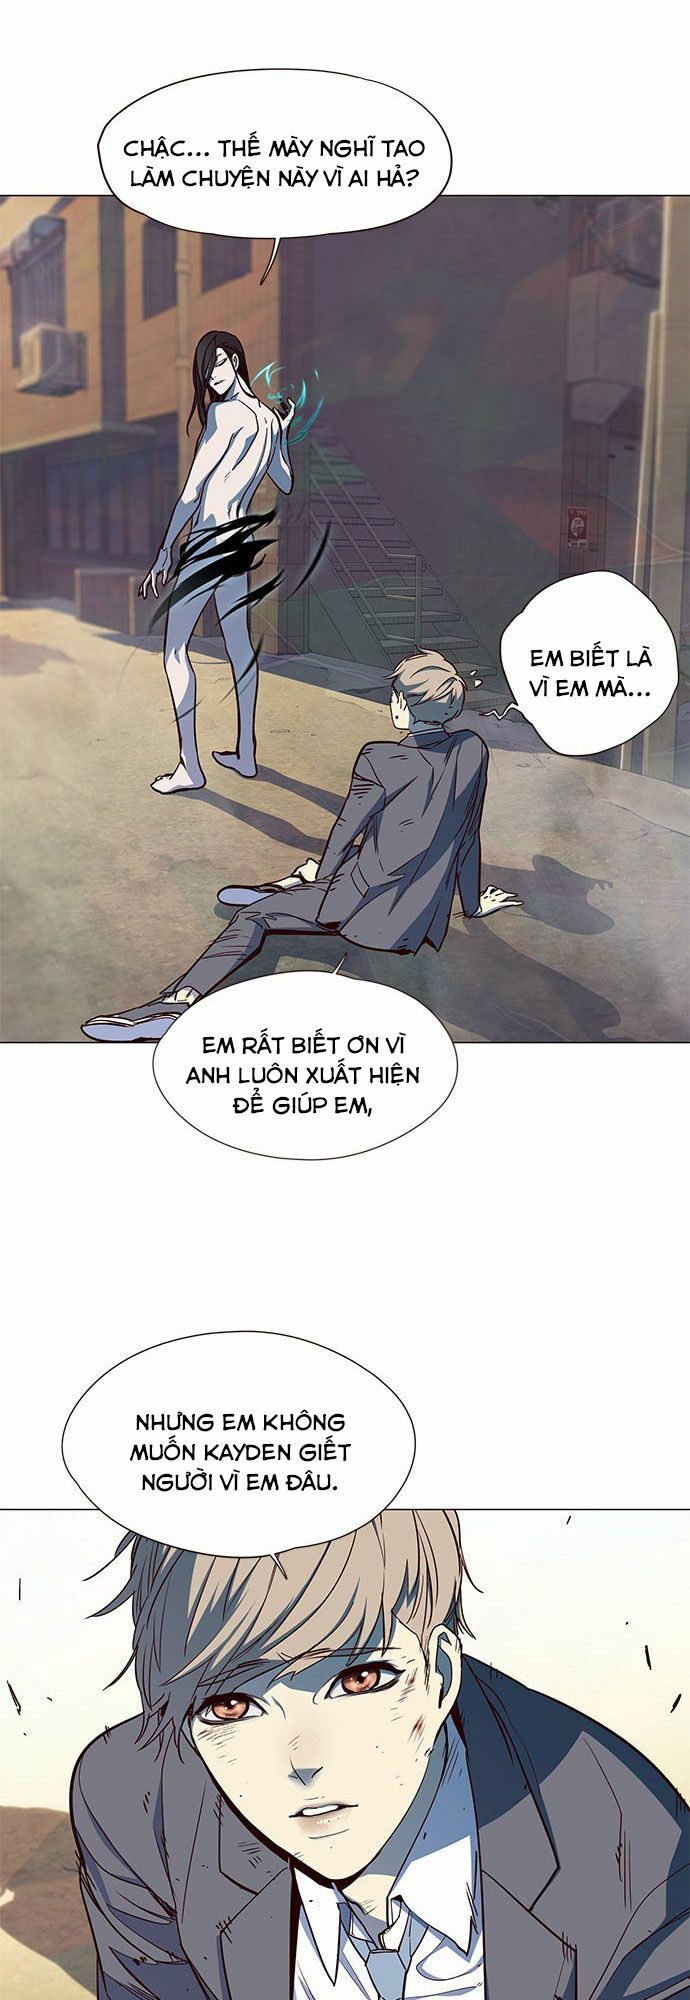 CHẬC... THẾ MÀY NGHĨ TAO
LÀM CHUYỆN NÀY VÌ AI HẢ?
EM BIẾT LÀ
VÌ EM MÀ...
EM RẤT BIẾT ƠN VÌ
ANH LUÔN XUẤT HIỆN
ĐỂ GIÚP EM,
NHƯNG EM KHÔNG
MUỐN KAYDEN GIẾT
NGƯỜI VÌ EM ĐÂU.